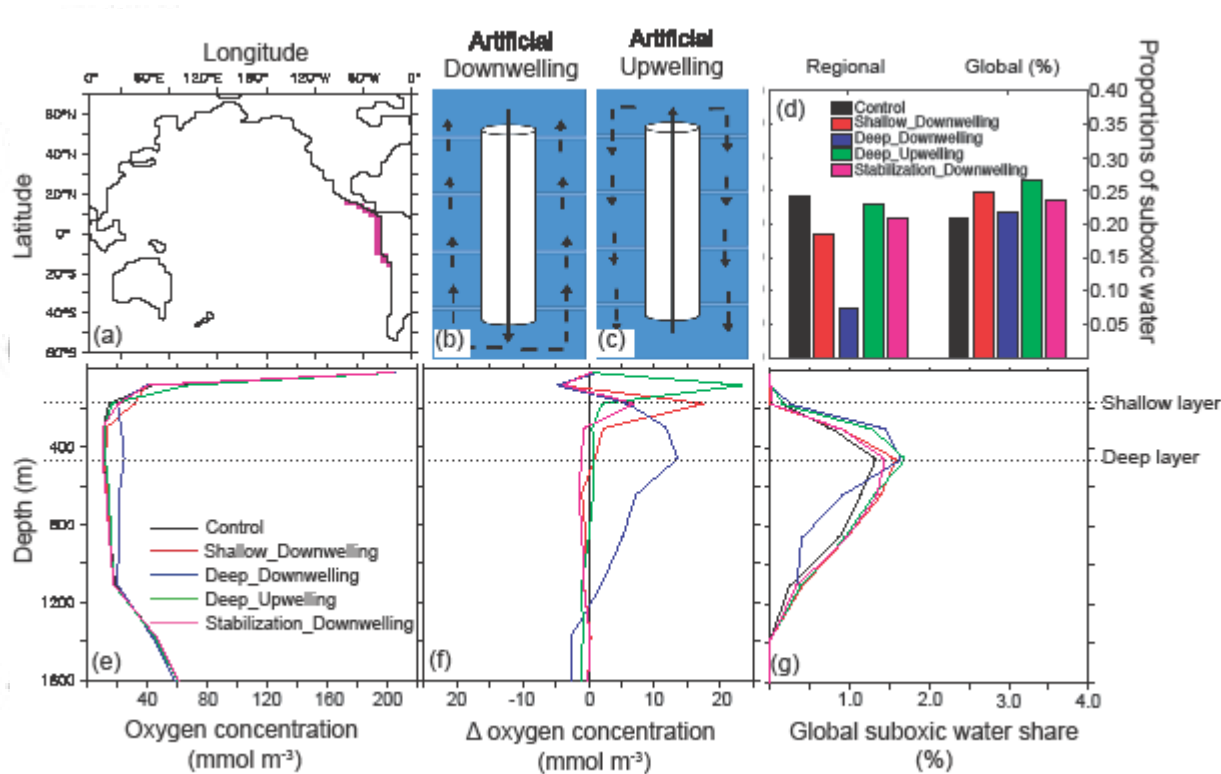 Longitude
0° 60°E 120°E 180° 120°W 60°W 0°
Latitude
60°N
40°N
20°N
0°
20°S
40°S
60°S
(a)
Artificial
Downwelling
(b)
Artificial
Upwelling
(c)
Regional
Global (%)
(d)
Control
Shallow_Downwelling
Deep_Downwelling
Deep_Upwelling
Stabilization_Downwelling
0.40
0.35
0.30
0.25
0.20
0.15
0.10
0.05
Proportions of suboxic water
Depth (m)
400
800
1200
1600
Control
Shallow_Downwelling
Deep_Downwelling
Deep_Upwelling
Stabilization_Downwelling
(e)
0 40 80 120 160 200
Oxygen concentration
(mmol m⁻³)
(f)
20 -10 0 10 20
Δ oxygen concentration
(mmol m⁻³)
Shallow layer
Deep layer
(g)
1.0 2.0 3.0 4.0
Global suboxic water share
(%)